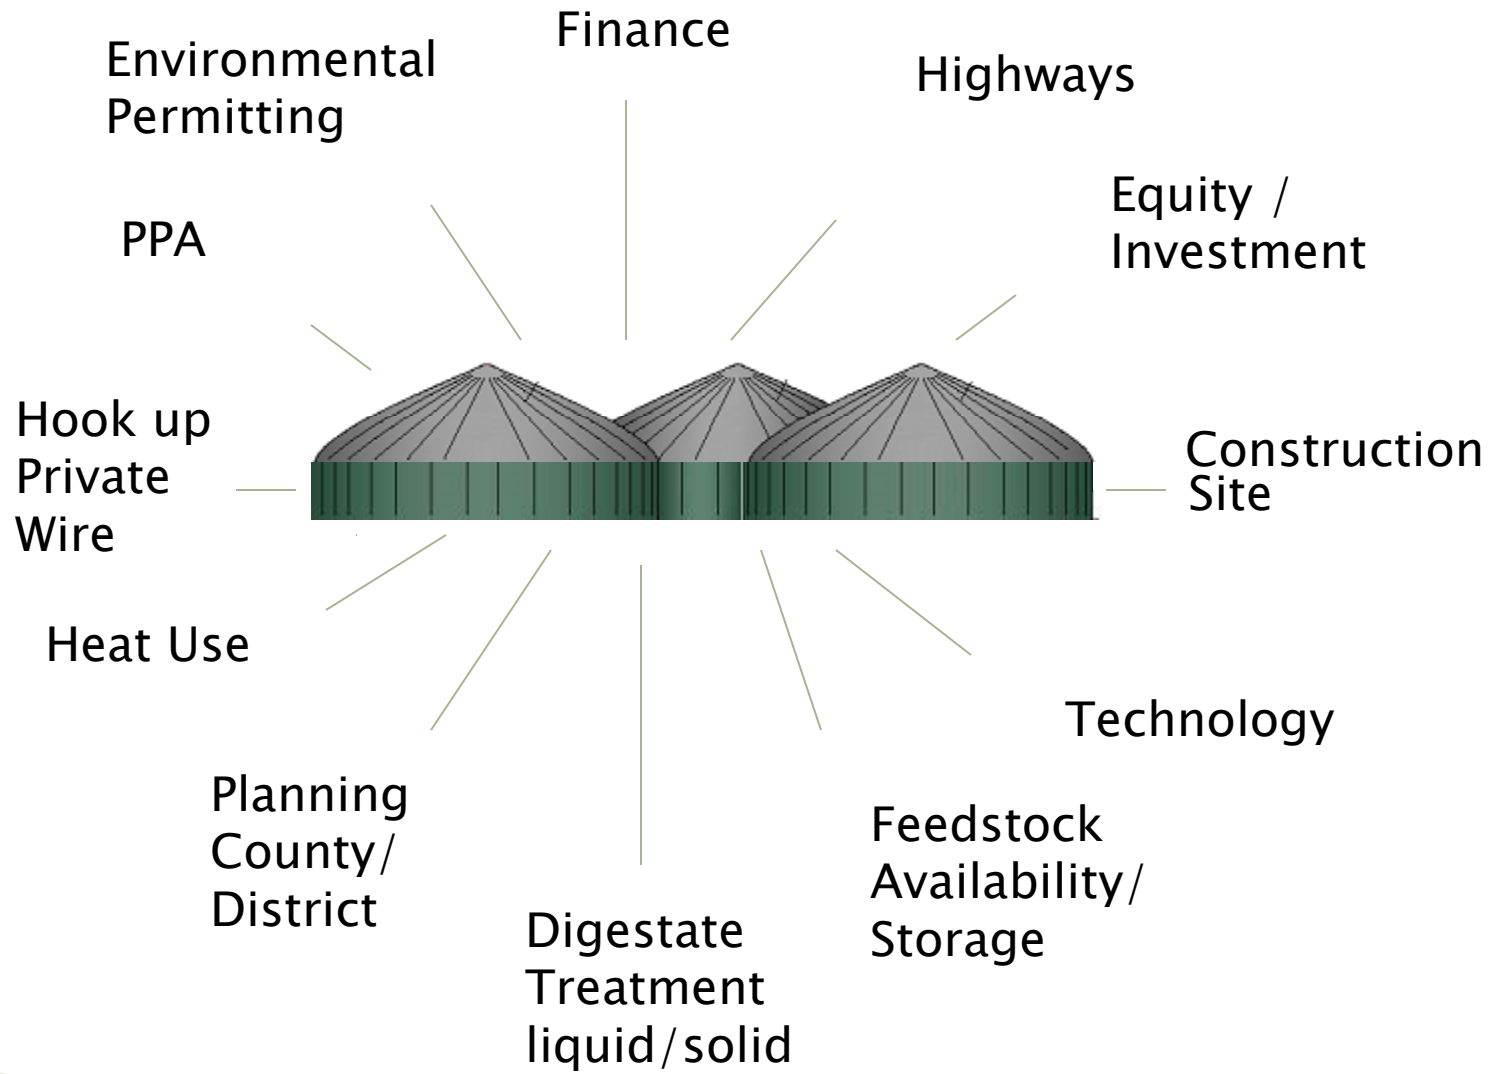 Finance
Environmental
Permitting
Highways
Equity /
Investment
PPA
Hook up
Private
Wire
Construction
Site
Heat Use
Technology
Planning
County/
District
Feedstock
Availability/
Storage
Digestate
Treatment
liquid/solid